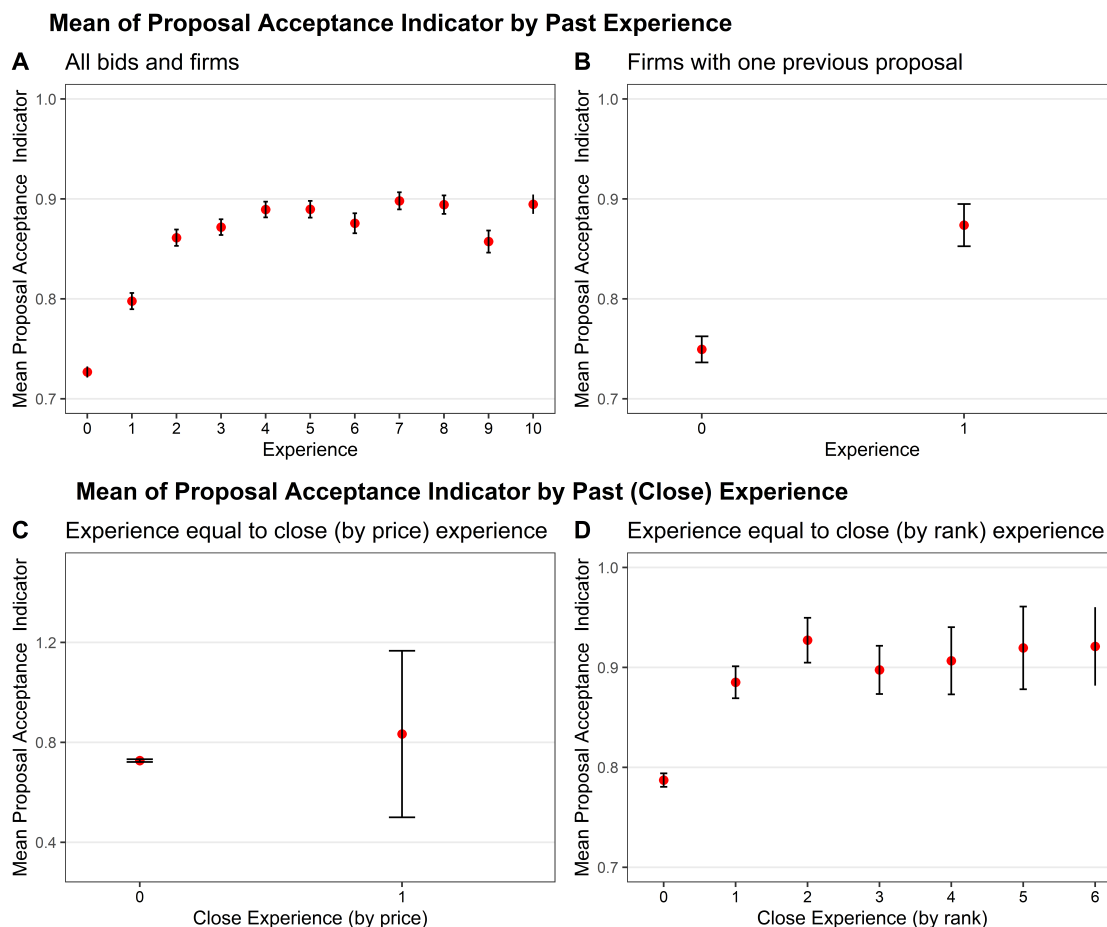 Mean of Proposal Acceptance Indicator by Past Experience
A All bids and firms
Mean Proposal Acceptance Indicator
1.0
0.9
0.8
0.7
0 1 2 3 4 5 6 7 8 9 10
Experience
B Firms with one previous proposal
Mean Proposal Acceptance Indicator
1.0
0.9
0.8
0.7
0 1
Experience
Mean of Proposal Acceptance Indicator by Past (Close) Experience
C Experience equal to close (by price) experience
Mean Proposal Acceptance Indicator
1.2
0.8
0.4
0 1
Close Experience (by price)
D Experience equal to close (by rank) experience
Mean Proposal Acceptance Indicator
1.0
0.9
0.8
0.7
0 1 2 3 4 5 6
Close Experience (by rank)